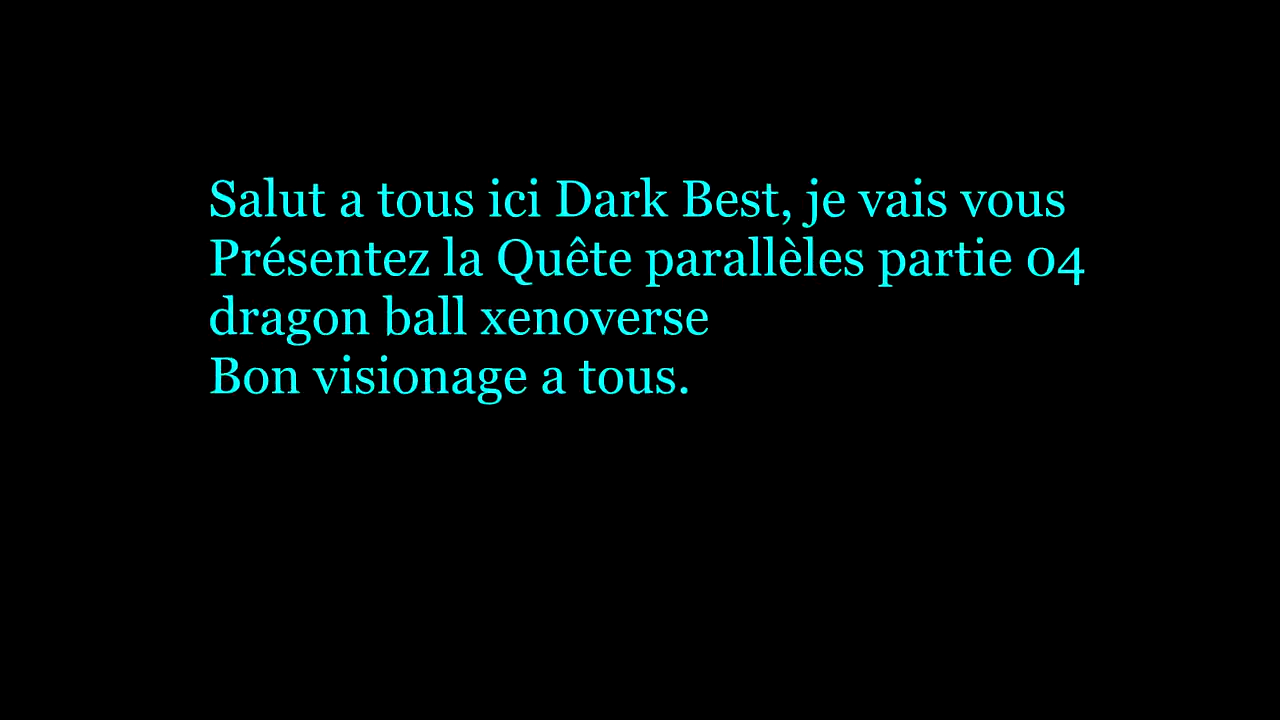 Salut a tous ici Dark Best, je vais vous
Présentez la Quête parallèles partie 04
dragon ball xenoverse
Bon visionage a tous.